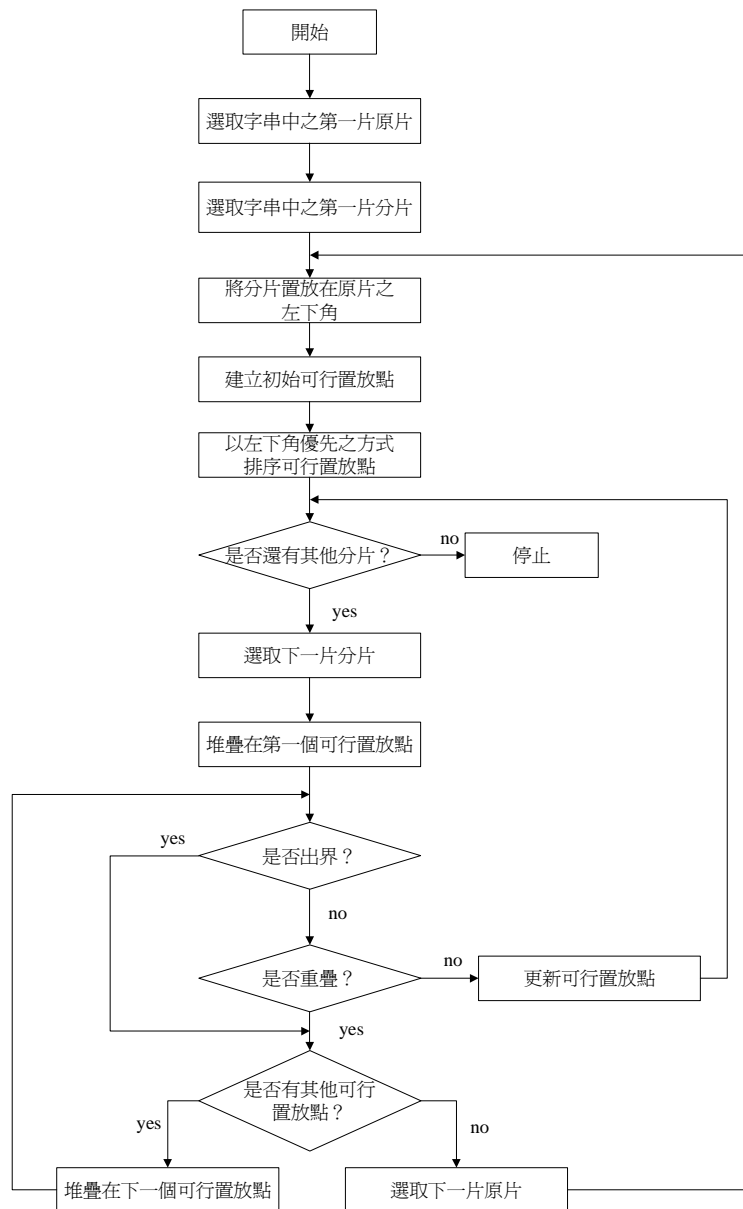 開始
選取字串中之第一片原片
選取字串中之第一片分片
將分片置放在原片之
左下角
建立初始可行置放點
以左下角優先之方式
排序可行置放點
是否還有其他分片？
no
停止
yes
選取下一片分片
堆疊在第一個可行置放點
yes
是否出界？
no
是否重疊？
no
更新可行置放點
yes
是否有其他可行
置放點？
yes
no
堆疊在下一個可行置放點
選取下一片原片